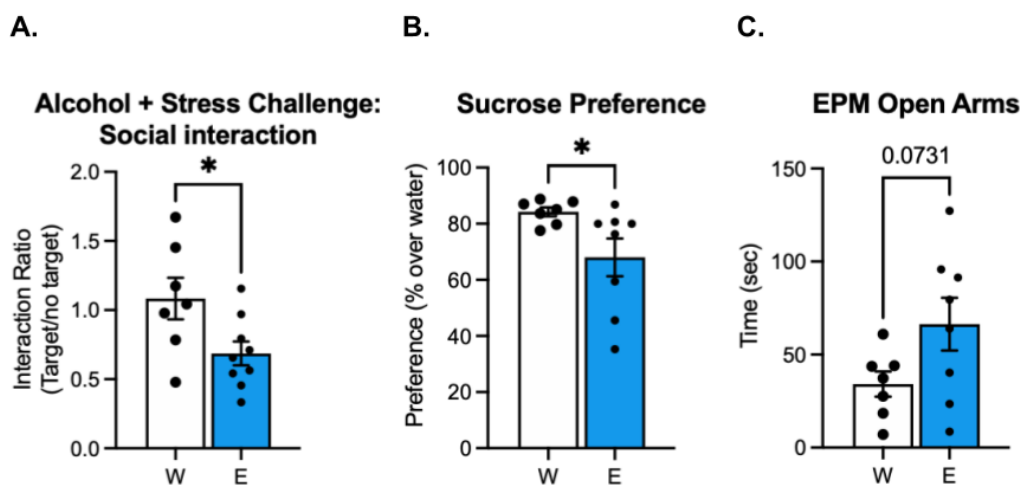 A.
B.
C.
Alcohol + Stress Challenge:
Social interaction
*
2.0
1.5
1.0
0.5
0.0
Interaction Ratio
(Target/no target)
W E
Sucrose Preference
*
100
80
60
40
20
0
Preference (% over water)
W E
EPM Open Arms
0.0731
150
100
50
0
Time (sec)
W E